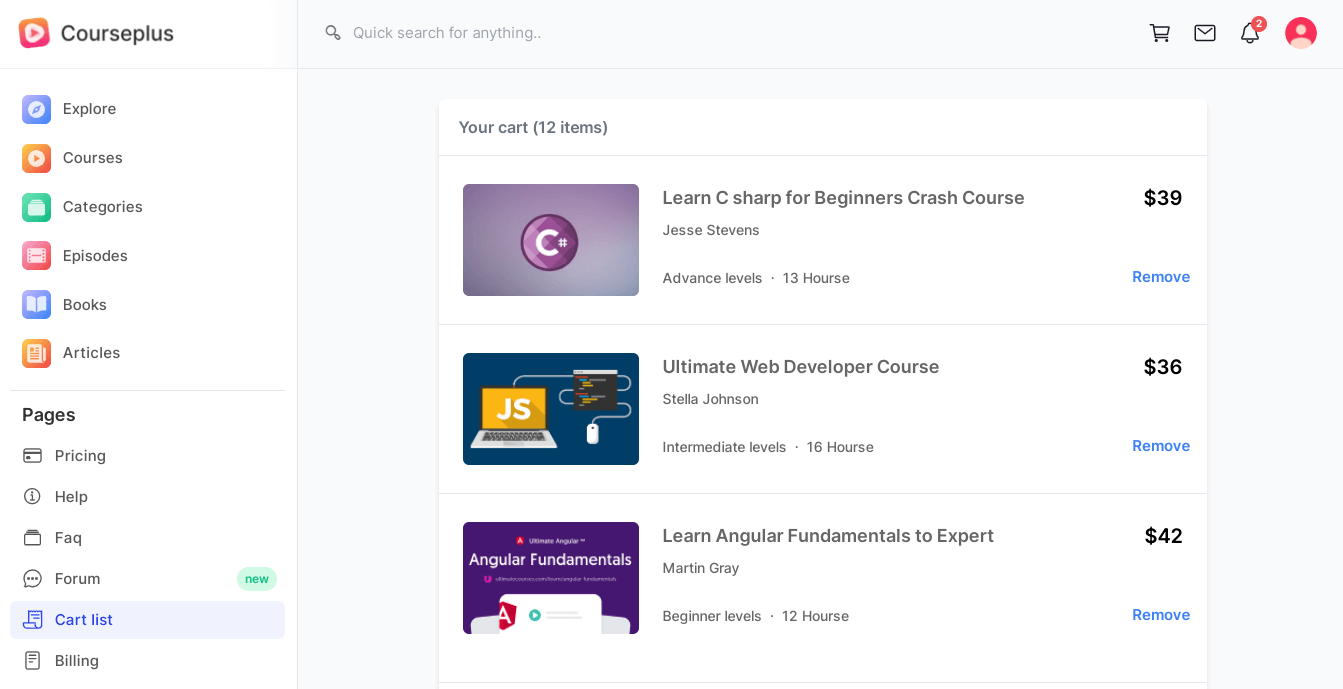 Courseplus
Quick search for anything..
2
Explore
Courses
Categories
Episodes
Books
Articles
Pages
Pricing
Help
Faq
Forum
new
Cart list
Billing
Your cart (12 items)
C#
Learn C sharp for Beginners Crash Course
$39
Jesse Stevens
Advance levels · 13 Hourse
Remove
JS
Ultimate Web Developer Course
$36
Stella Johnson
Intermediate levels · 16 Hourse
Remove
A Ultimate Angular™
Angular Fundamentals
ultimatecourses.com/learn/angular-fundamentals
A
Learn Angular Fundamentals to Expert
$42
Martin Gray
Beginner levels · 12 Hourse
Remove